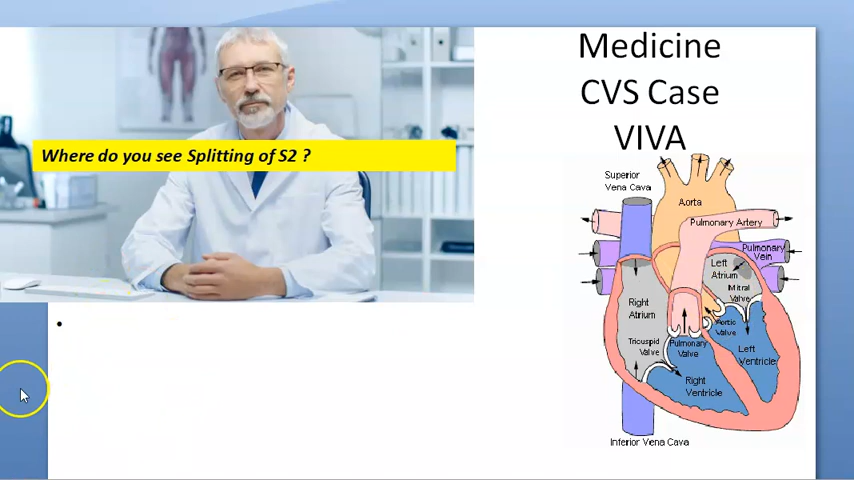 Medicine
CVS Case
VIVA
Where do you see Splitting of S2 ?
Superior
Vena Cava
Aorta
Pulmonary Artery
Pulmonary
Vein
Left
Atrium
Mitral
Valve
Right
Atrium
Aortic
Valve
Tricuspid
Valve
Pulmonary
Valve
Left
Ventricle
Right
Ventricle
Inferior Vena Cava